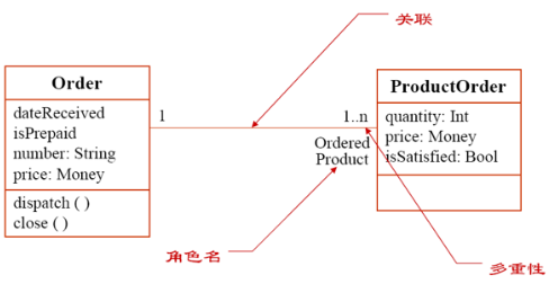 关联
Order
dateReceived
isPrepaid
number: String
price: Money
dispatch ( )
close ( )
1
1..n
Ordered
Product
ProductOrder
quantity: Int
price: Money
isSatisfied: Bool
角色名
多重性